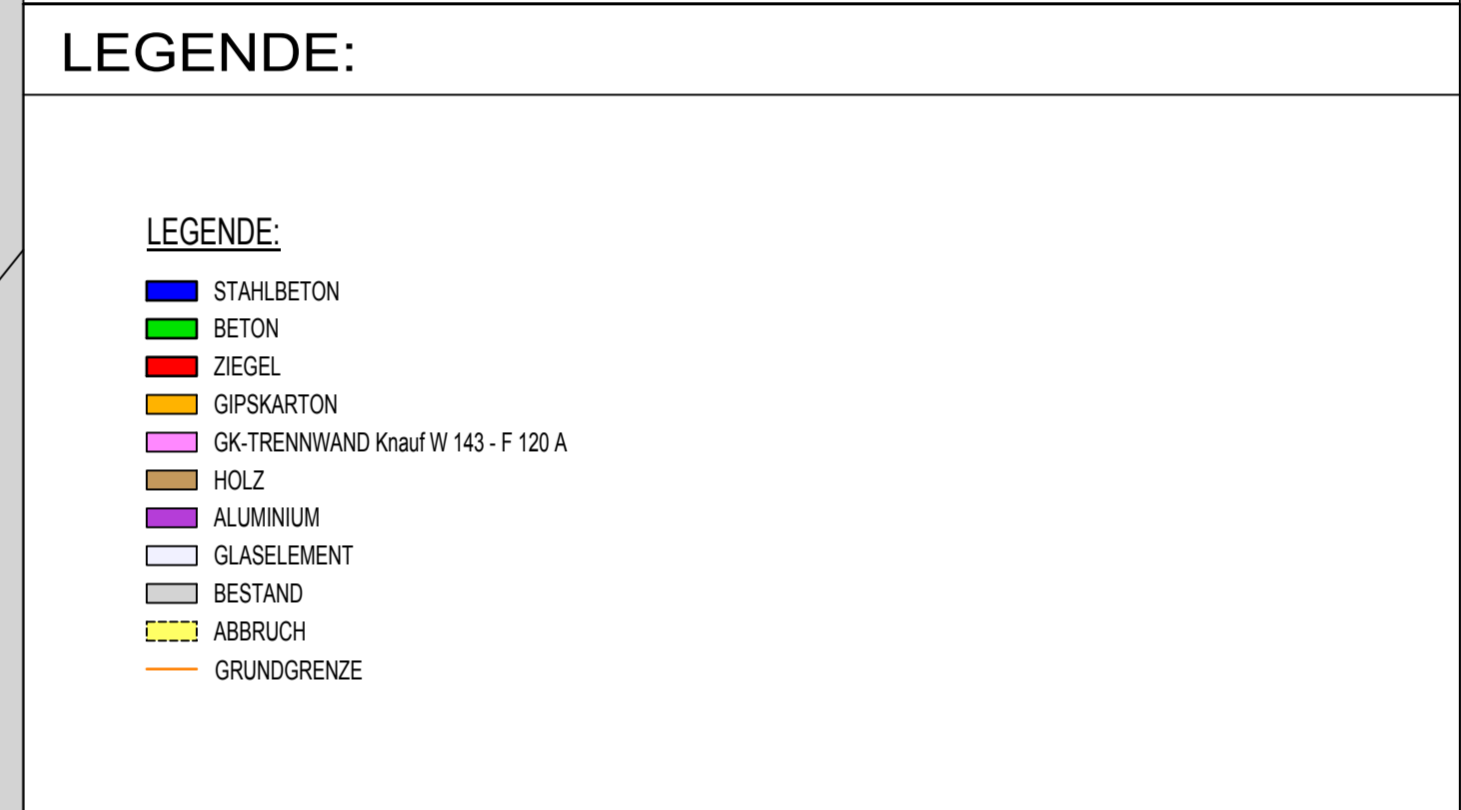 LEGENDE:
LEGENDE:
STAHLBETON
BETON
ZIEGEL
GIPSKARTON
GK-TRENNWAND Knauf W 143 - F 120 A
HOLZ
ALUMINIUM
GLASELEMENT
BESTAND
ABBRUCH
GRUNDGRENZE